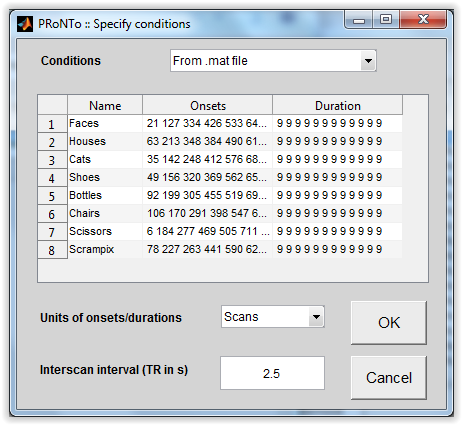 PRoNTo :: Specify conditions
Conditions From .mat file
Name Onsets Duration
1 Faces 21 127 334 426 533 64... 9 9 9 9 9 9 9 9 9 9 9 9
2 Houses 63 213 348 384 490 61... 9 9 9 9 9 9 9 9 9 9 9 9
3 Cats 35 142 248 412 576 68... 9 9 9 9 9 9 9 9 9 9 9 9
4 Shoes 49 156 320 369 562 65... 9 9 9 9 9 9 9 9 9 9 9 9
5 Bottles 92 199 305 455 519 69... 9 9 9 9 9 9 9 9 9 9 9 9
6 Chairs 106 170 291 398 547 6... 9 9 9 9 9 9 9 9 9 9 9 9
7 Scissors 6 184 277 469 505 711 ... 9 9 9 9 9 9 9 9 9 9 9 9
8 Scrampix 78 227 263 441 590 62... 9 9 9 9 9 9 9 9 9 9 9 9
Units of onsets/durations Scans
OK
Interscan interval (TR in s) 2.5
Cancel